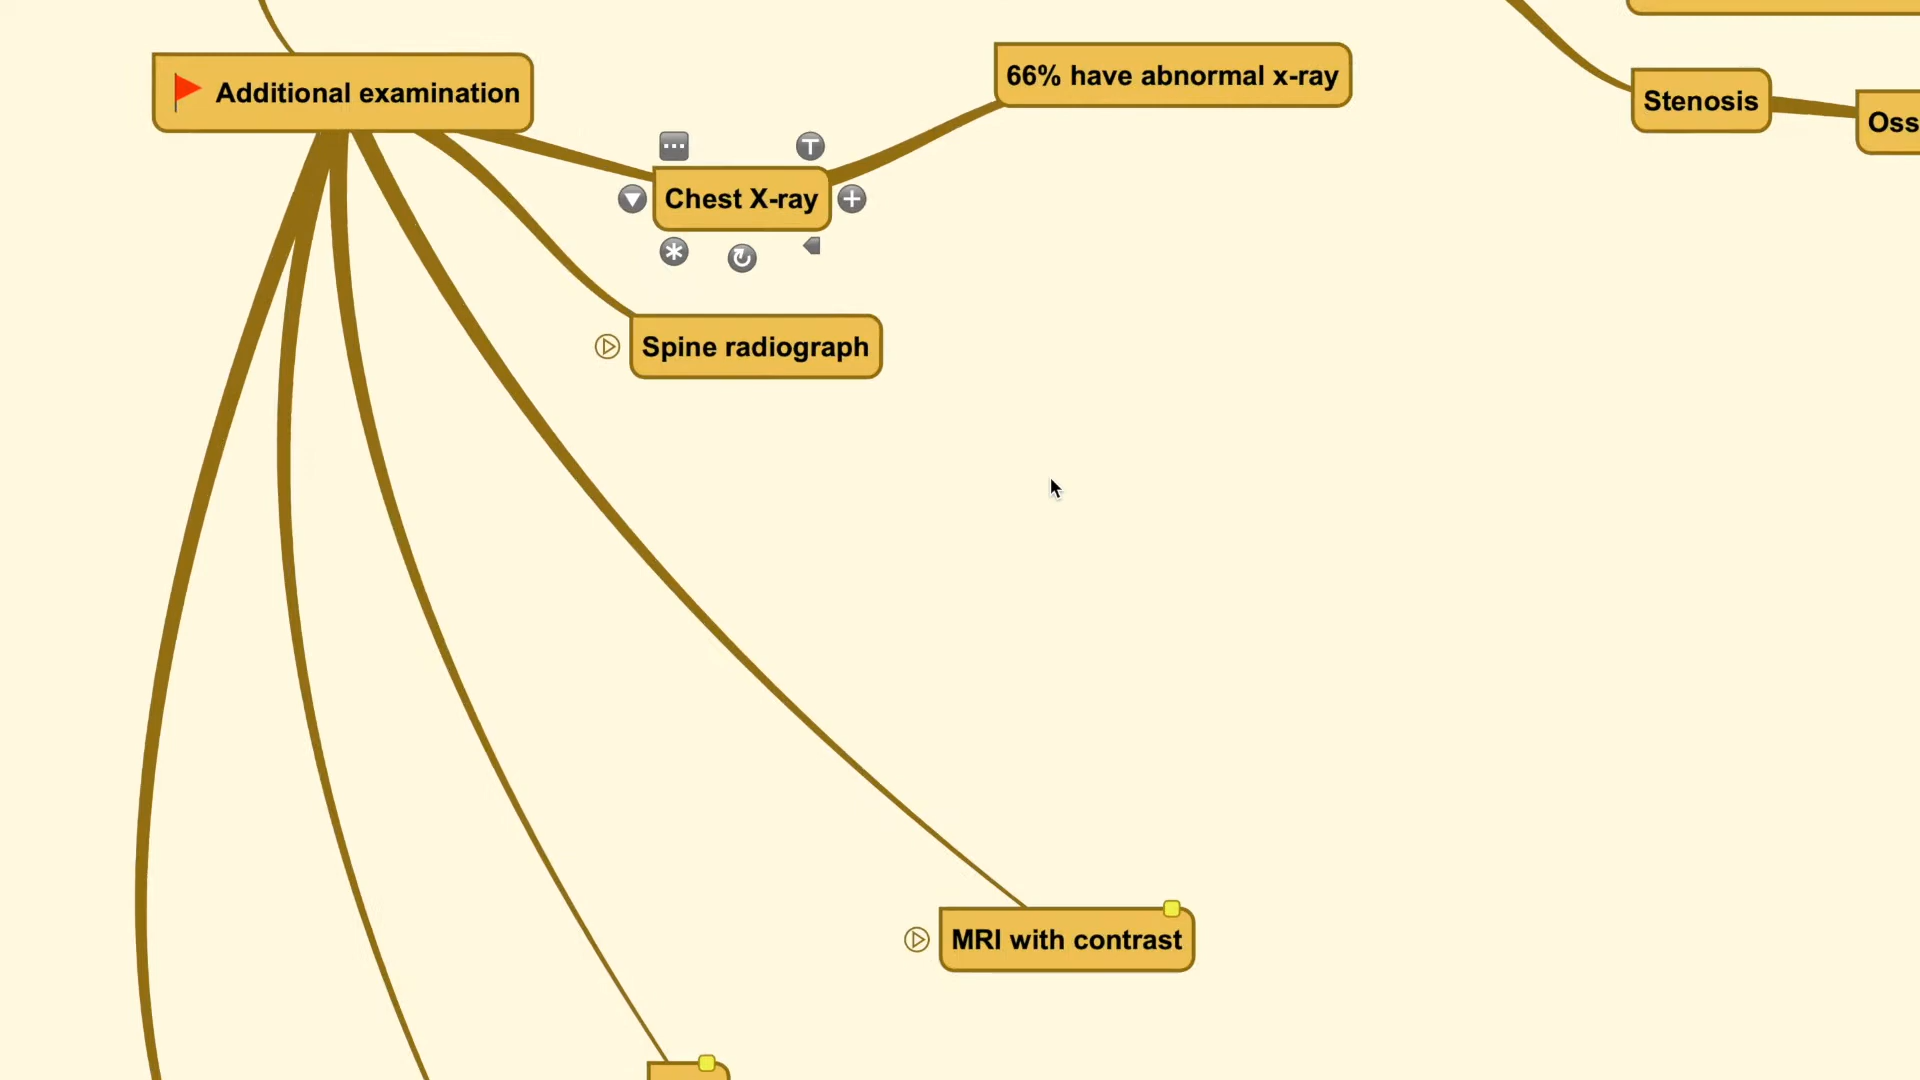 Additional examination
66% have abnormal x-ray
Stenosis
Oss
Chest X-ray
Spine radiograph
MRI with contrast